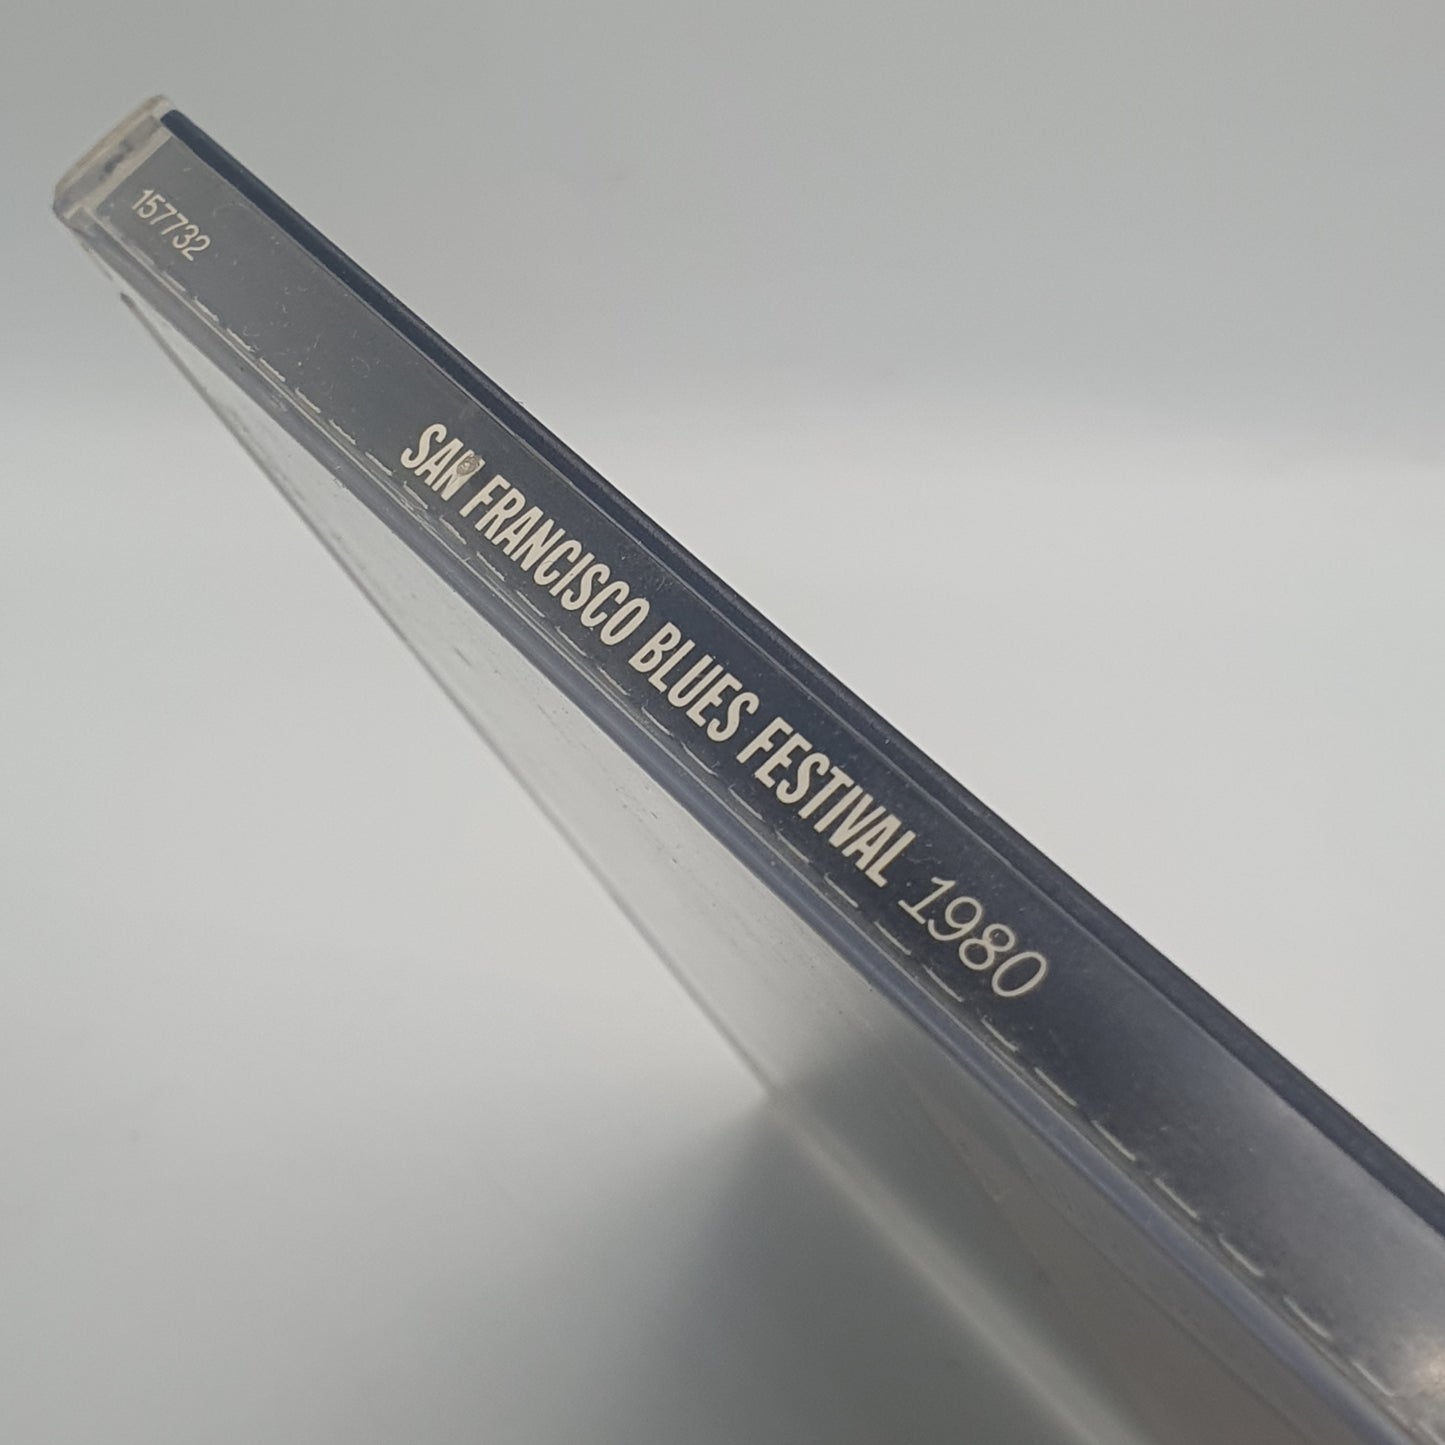 157732
SAN FRANCISCO BLUES FESTIVAL 1980